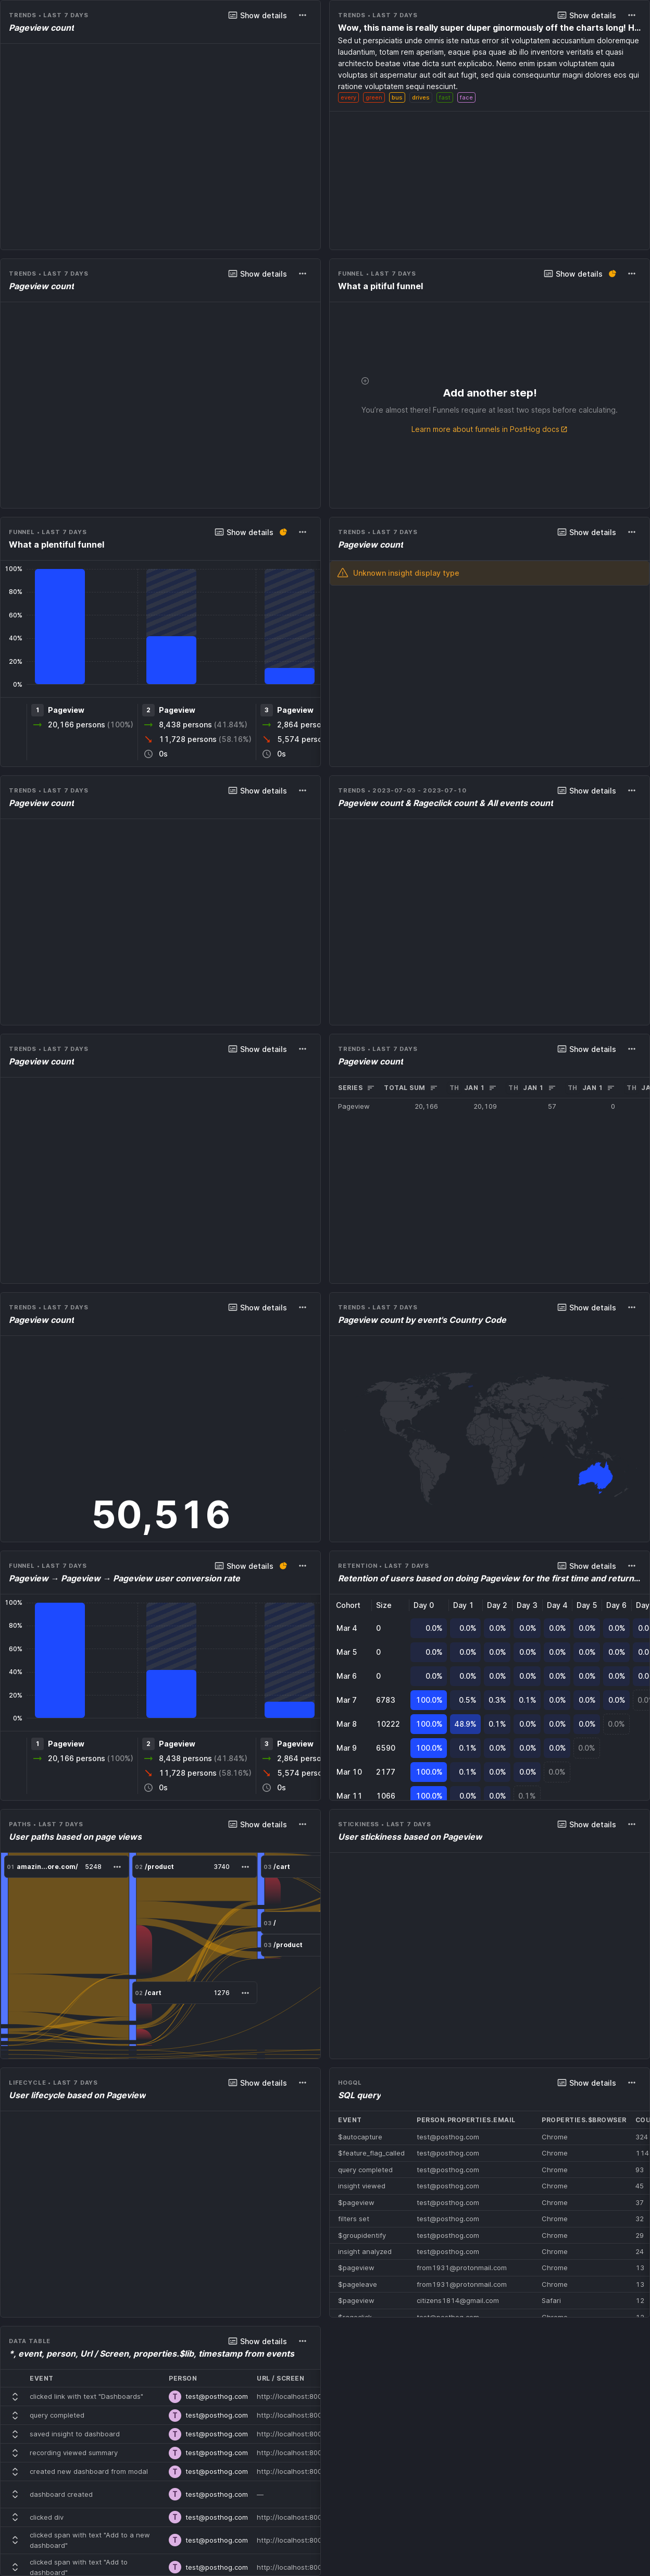 TRENDS • LAST 7 DAYS
Show details
Pageview count
TRENDS • LAST 7 DAYS
Show details
Wow, this name is really super duper ginormously off the charts long! H...
Sed ut perspiciatis unde omnis iste natus error sit voluptatem accusantium doloremque
laudantium, totam rem aperiam, eaque ipsa quae ab illo inventore veritatis et quasi
architecto beatae vitae dicta sunt explicabo. Nemo enim ipsam voluptatem quia
voluptas sit aspernatur aut odit aut fugit, sed quia consequuntur magni dolores eos qui
ratione voluptatem sequi nesciunt.
every green bus drives fast face
TRENDS • LAST 7 DAYS
Show details
Pageview count
FUNNEL • LAST 7 DAYS
Show details
What a pitiful funnel
Add another step!
You're almost there! Funnels require at least two steps before calculating.
Learn more about funnels in PostHog docs
FUNNEL • LAST 7 DAYS
Show details
What a plentiful funnel
100%
80%
60%
40%
20%
0%
1 Pageview
20,166 persons (100%)
2 Pageview
8,438 persons (41.84%)
11,728 persons (58.16%)
0s
3 Pageview
2,864 perso
5,574 perso
0s
TRENDS • LAST 7 DAYS
Show details
Pageview count
Unknown insight display type
TRENDS • LAST 7 DAYS
Show details
Pageview count
TRENDS • 2023-07-03 - 2023-07-10
Show details
Pageview count & Rageclick count & All events count
TRENDS • LAST 7 DAYS
Show details
Pageview count
TRENDS • LAST 7 DAYS
Show details
Pageview count
SERIES TOTAL SUM TH JAN 1 TH JAN 1 TH JAN 1 TH JA
Pageview 20,166 20,109 57 0
TRENDS • LAST 7 DAYS
Show details
Pageview count
50,516
TRENDS • LAST 7 DAYS
Show details
Pageview count by event's Country Code
FUNNEL • LAST 7 DAYS
Show details
Pageview → Pageview → Pageview user conversion rate
100%
80%
60%
40%
20%
0%
1 Pageview
20,166 persons (100%)
2 Pageview
8,438 persons (41.84%)
11,728 persons (58.16%)
0s
3 Pageview
2,864 perso
5,574 perso
0s
RETENTION • LAST 7 DAYS
Show details
Retention of users based on doing Pageview for the first time and return...
Cohort Size Day 0 Day 1 Day 2 Day 3 Day 4 Day 5 Day 6 Day
Mar 4 0 0.0% 0.0% 0.0% 0.0% 0.0% 0.0% 0.0% 0.0
Mar 5 0 0.0% 0.0% 0.0% 0.0% 0.0% 0.0% 0.0% 0.0
Mar 6 0 0.0% 0.0% 0.0% 0.0% 0.0% 0.0% 0.0% 0.0
Mar 7 6783 100.0% 0.5% 0.3% 0.1% 0.0% 0.0% 0.0% 0.0
Mar 8 10222 100.0% 48.9% 0.1% 0.0% 0.0% 0.0% 0.0%
Mar 9 6590 100.0% 0.1% 0.0% 0.0% 0.0% 0.0%
Mar 10 2177 100.0% 0.1% 0.0% 0.0% 0.0%
Mar 11 1066 100.0% 0.0% 0.0% 0.1%
PATHS • LAST 7 DAYS
Show details
User paths based on page views
01 amazin...ore.com/ 5248
02 /product 3740
03 /cart
03 /
03 /product
02 /cart 1276
STICKINESS • LAST 7 DAYS
Show details
User stickiness based on Pageview
LIFECYCLE • LAST 7 DAYS
Show details
User lifecycle based on Pageview
HOGQL
Show details
SQL query
EVENT PERSON.PROPERTIES.EMAIL PROPERTIES.$BROWSER COU
$autocapture test@posthog.com Chrome 324
$feature_flag_called test@posthog.com Chrome 114
query completed test@posthog.com Chrome 93
insight viewed test@posthog.com Chrome 45
$pageview test@posthog.com Chrome 37
filters set test@posthog.com Chrome 32
$groupidentify test@posthog.com Chrome 29
insight analyzed test@posthog.com Chrome 24
$pageview from1931@protonmail.com Chrome 13
$pageleave from1931@protonmail.com Chrome 13
$pageview citizens1814@gmail.com Safari 12
DATA TABLE
Show details
*, event, person, Url / Screen, properties.$lib, timestamp from events
EVENT PERSON URL / SCREEN
clicked link with text "Dashboards" T test@posthog.com http://localhost:800
query completed T test@posthog.com http://localhost:800
saved insight to dashboard T test@posthog.com http://localhost:800
recording viewed summary T test@posthog.com http://localhost:800
created new dashboard from modal T test@posthog.com http://localhost:800
dashboard created T test@posthog.com —
clicked div T test@posthog.com http://localhost:800
clicked span with text "Add to a new
dashboard" T test@posthog.com http://localhost:800
clicked span with text "Add to
dashboard" T test@posthog.com http://localhost:800